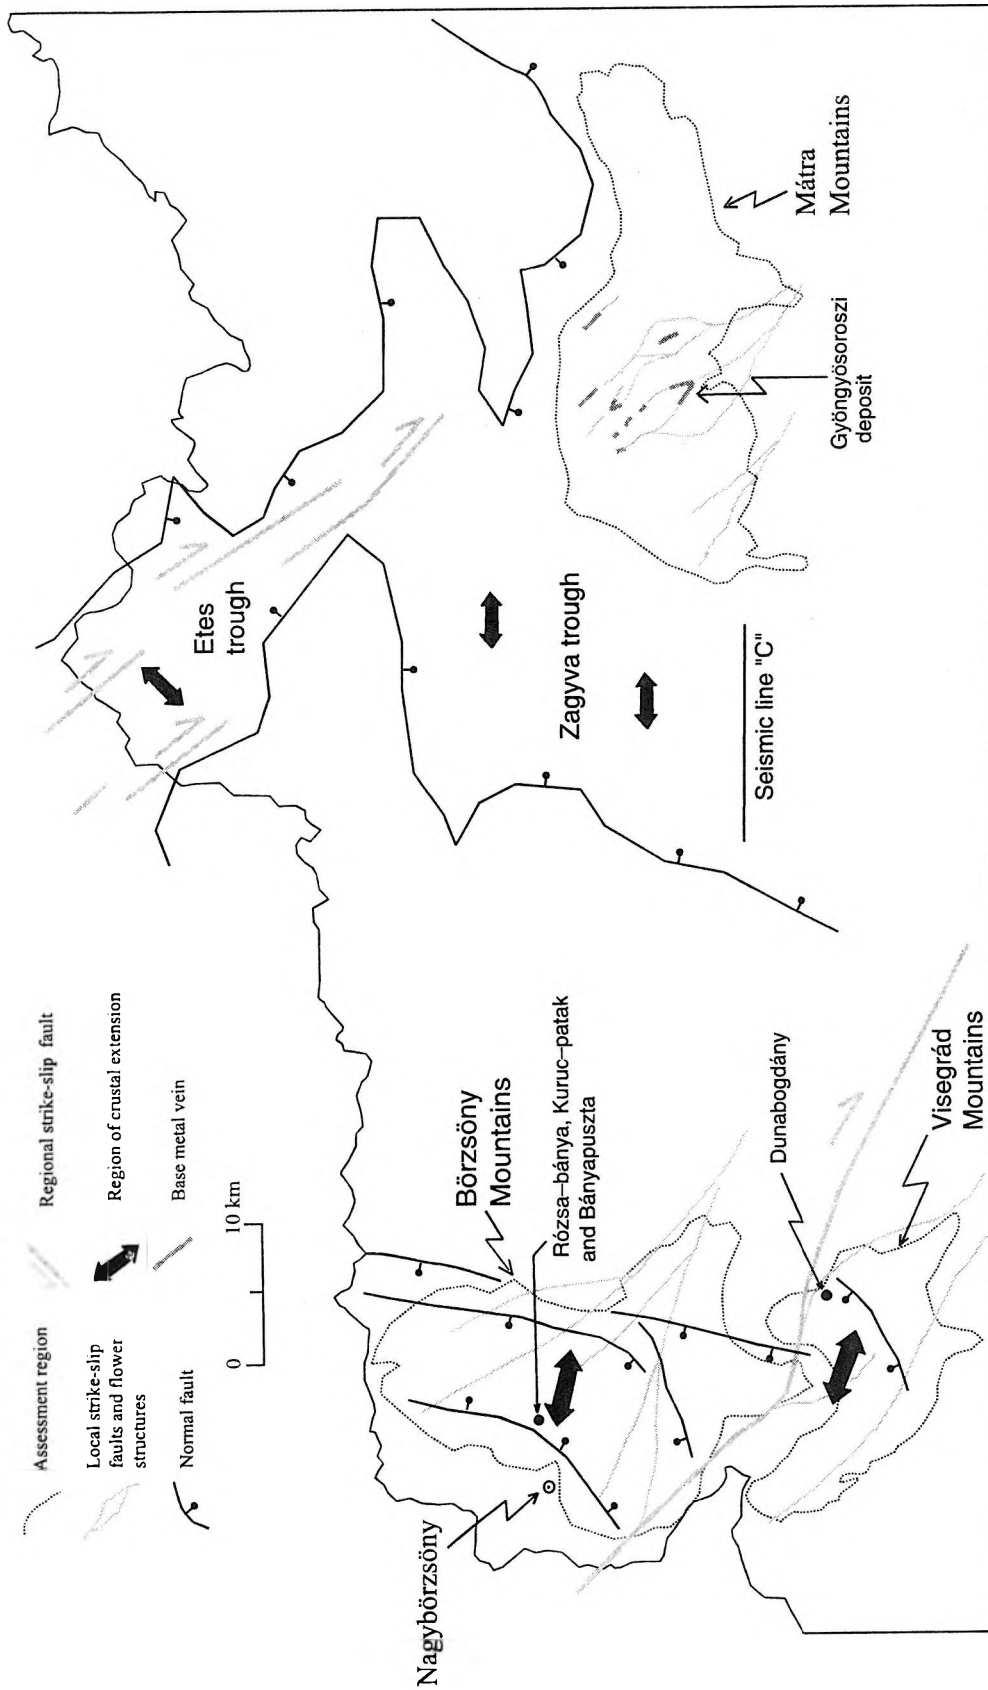 Assessment region
Local strike-slip
faults and flower
structures
Normal fault
Regional strike-slip fault
Region of crustal extension
Base metal vein
0
10 km
Nagybörzsöny
Börzsöny
Mountains
Rózsa–bánya, Kuruc–patak
and Bányapuszta
Dunabogdány
Visegrád
Mountains
Etes
trough
Zagyva trough
Seismic line "C"
Gyöngyösoroszi
deposit
Mátra
Mountains